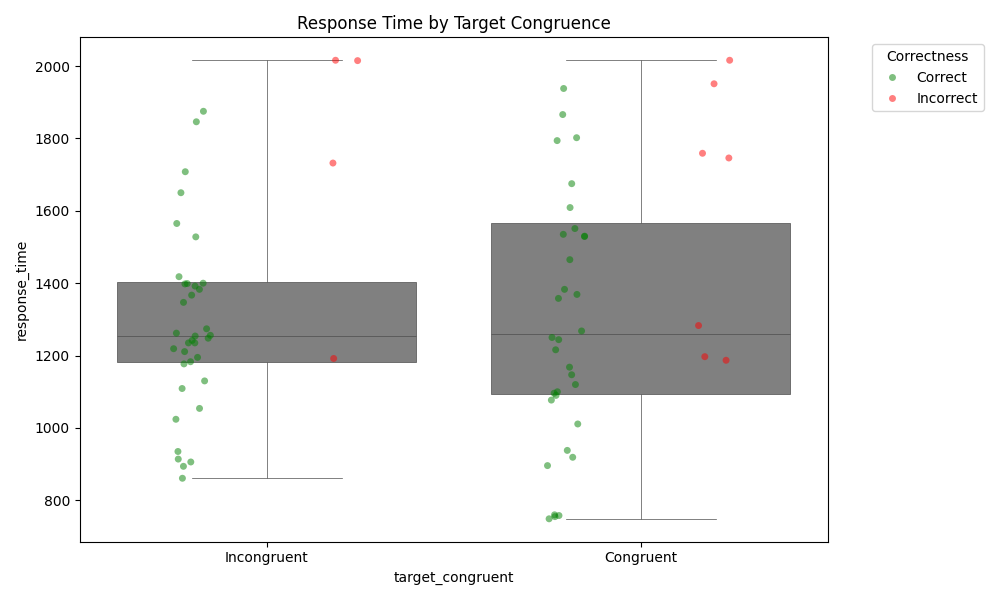 Response Time by Target Congruence
Correctness
Correct
Incorrect
response_time
2000
1800
1600
1400
1200
1000
800
Incongruent
Congruent
target_congruent